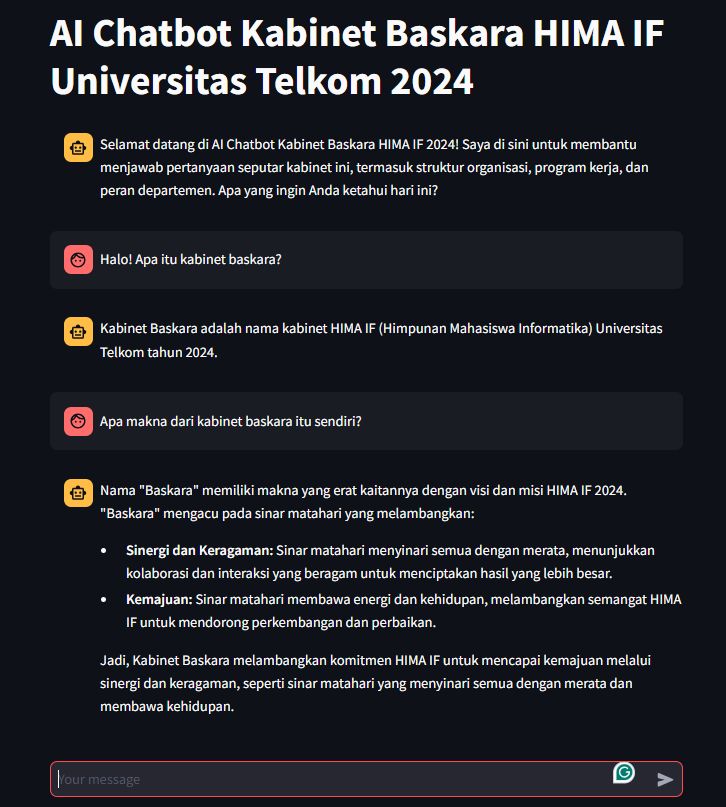 AI Chatbot Kabinet Baskara HIMA IF
Universitas Telkom 2024
Selamat datang di AI Chatbot Kabinet Baskara HIMA IF 2024! Saya di sini untuk membantu
menjawab pertanyaan seputar kabinet ini, termasuk struktur organisasi, program kerja, dan
peran departemen. Apa yang ingin Anda ketahui hari ini?
Halo! Apa itu kabinet baskara?
Kabinet Baskara adalah nama kabinet HIMA IF (Himpunan Mahasiswa Informatika) Universitas
Telkom tahun 2024.
Apa makna dari kabinet baskara itu sendiri?
Nama "Baskara" memiliki makna yang erat kaitannya dengan visi dan misi HIMA IF 2024.
"Baskara" mengacu pada sinar matahari yang melambangkan:
• Sinergi dan Keragaman: Sinar matahari menyinari semua dengan merata, menunjukkan
kolaborasi dan interaksi yang beragam untuk menciptakan hasil yang lebih besar.
• Kemajuan: Sinar matahari membawa energi dan kehidupan, melambangkan semangat HIMA
IF untuk mendorong perkembangan dan perbaikan.
Jadi, Kabinet Baskara melambangkan komitmen HIMA IF untuk mencapai kemajuan melalui
sinergi dan keragaman, seperti sinar matahari yang menyinari semua dengan merata dan
membawa kehidupan.
Your message